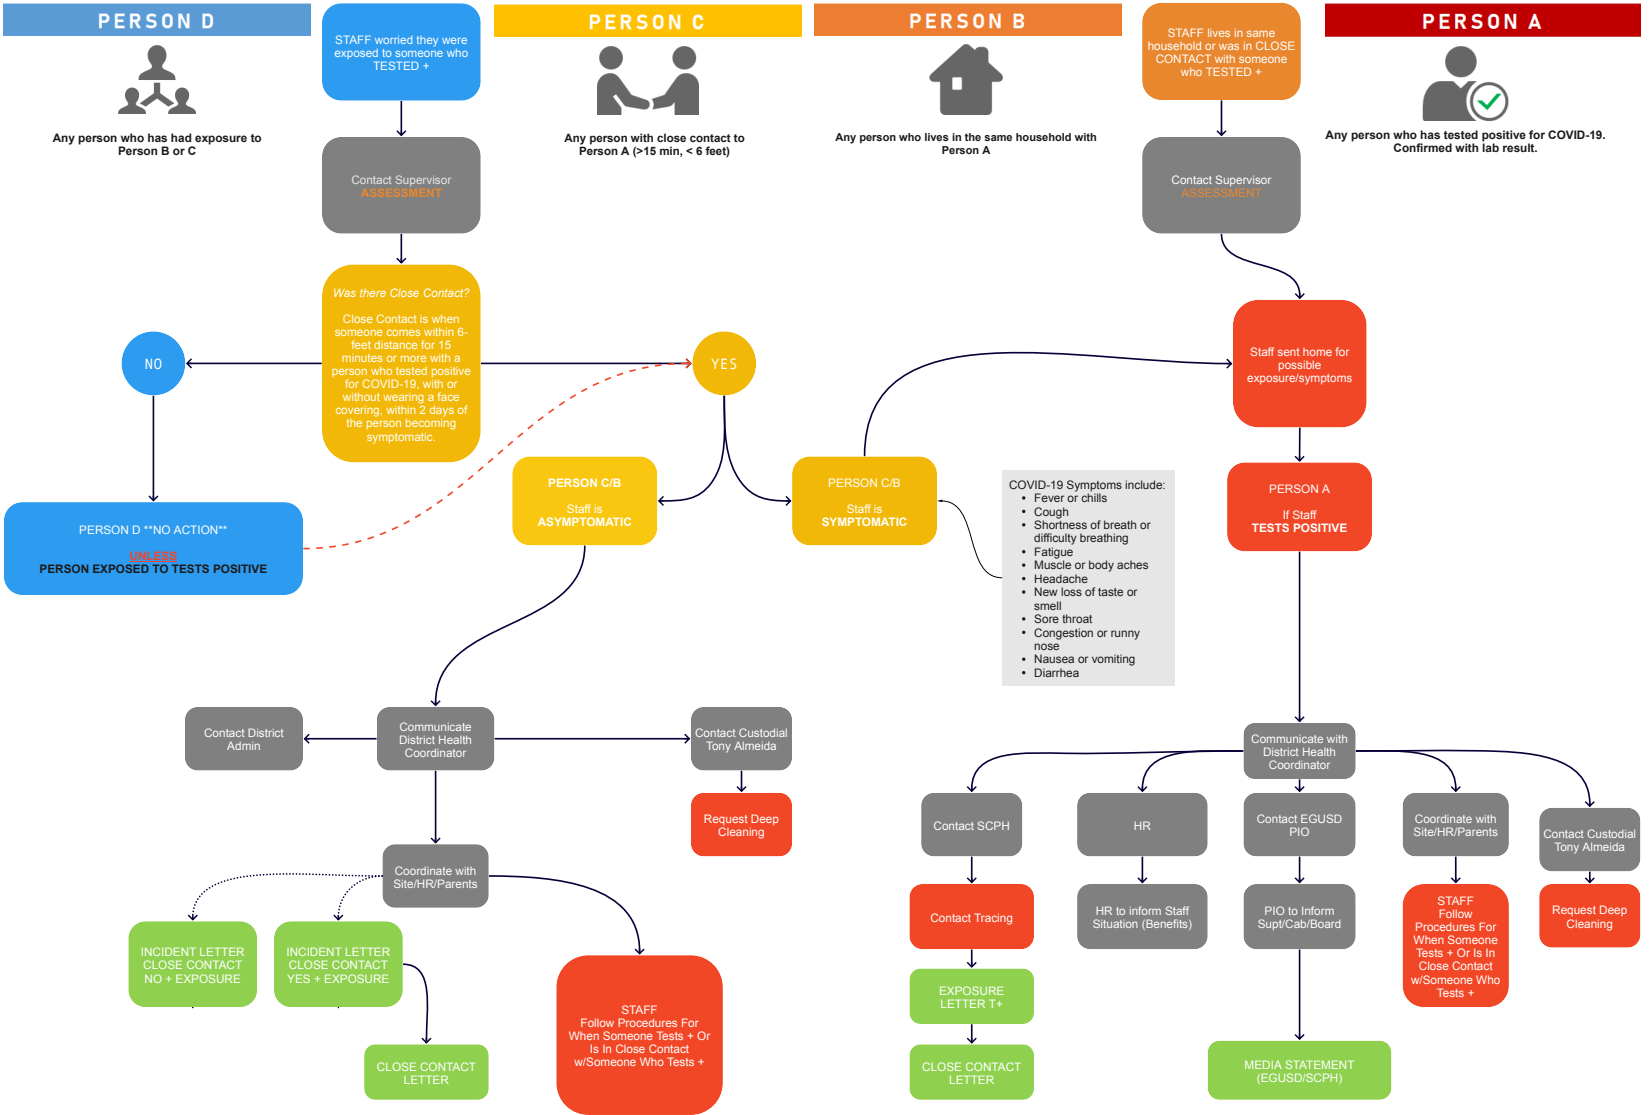 PERSON D
PERSON C
PERSON B
PERSON A
Any person who has had exposure to
Person B or C
STAFF worried they were
exposed to someone who
TESTED +
Any person with close contact to
Person A (>15 min, < 6 feet)
Any person who lives in the same household with
Person A
STAFF lives in same
household or was in CLOSE
CONTACT with someone
who TESTED +
Any person who has tested positive for COVID-19.
Confirmed with lab result.
Contact Supervisor
ASSESSMENT
Contact Supervisor
ASSESSMENT
Was there Close Contact?
Close Contact is when
someone comes within 6-
feet distance for 15
minutes or more with a
person who tested positive
for COVID-19, with or
without wearing a face
covering, within 2 days of
the person becoming
symptomatic.
NO
YES
Staff sent home for
possible
exposure/symptoms
PERSON D **NO ACTION**
UNLESS
PERSON EXPOSED TO TESTS POSITIVE
PERSON C/B
Staff is
ASYMPTOMATIC
PERSON C/B
Staff is
SYMPTOMATIC
COVID-19 Symptoms include:
• Fever or chills
• Cough
• Shortness of breath or
difficulty breathing
• Fatigue
• Muscle or body aches
• Headache
• New loss of taste or
smell
• Sore throat
• Congestion or runny
nose
• Nausea or vomiting
• Diarrhea
PERSON A
If Staff
TESTS POSITIVE
Contact District
Admin
Communicate
District Health
Coordinator
Contact Custodial
Tony Almeida
Request Deep
Cleaning
Coordinate with
Site/HR/Parents
INCIDENT LETTER
CLOSE CONTACT
NO + EXPOSURE
INCIDENT LETTER
CLOSE CONTACT
YES + EXPOSURE
CLOSE CONTACT
LETTER
STAFF
Follow Procedures For
When Someone Tests + Or
Is In Close Contact
w/Someone Who Tests +
Communicate with
District Health
Coordinator
Contact SCPH
HR
Contact EGUSD
PIO
Coordinate with
Site/HR/Parents
Contact Custodial
Tony Almeida
Contact Tracing
HR to inform Staff
Situation (Benefits)
PIO to Inform
Supt/Cab/Board
STAFF
Follow
Procedures For
When Someone
Tests + Or Is In
Close Contact
w/Someone Who
Tests +
Request Deep
Cleaning
EXPOSURE
LETTER T+
CLOSE CONTACT
LETTER
MEDIA STATEMENT
(EGUSD/SCPH)